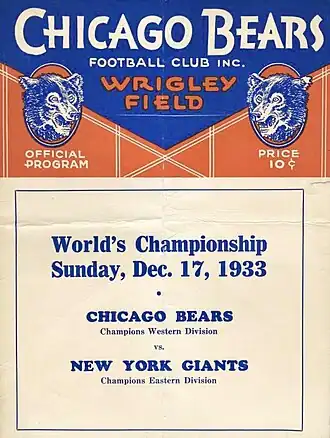 CHICAGO BEARS
FOOTBALL CLUB INC.
WRIGLEY
FIELD
OFFICIAL
PROGRAM
PRICE
10¢
World's Championship
Sunday, Dec. 17, 1933
•
CHICAGO BEARS
Champions Western Division
vs.
NEW YORK GIANTS
Champions Eastern Division